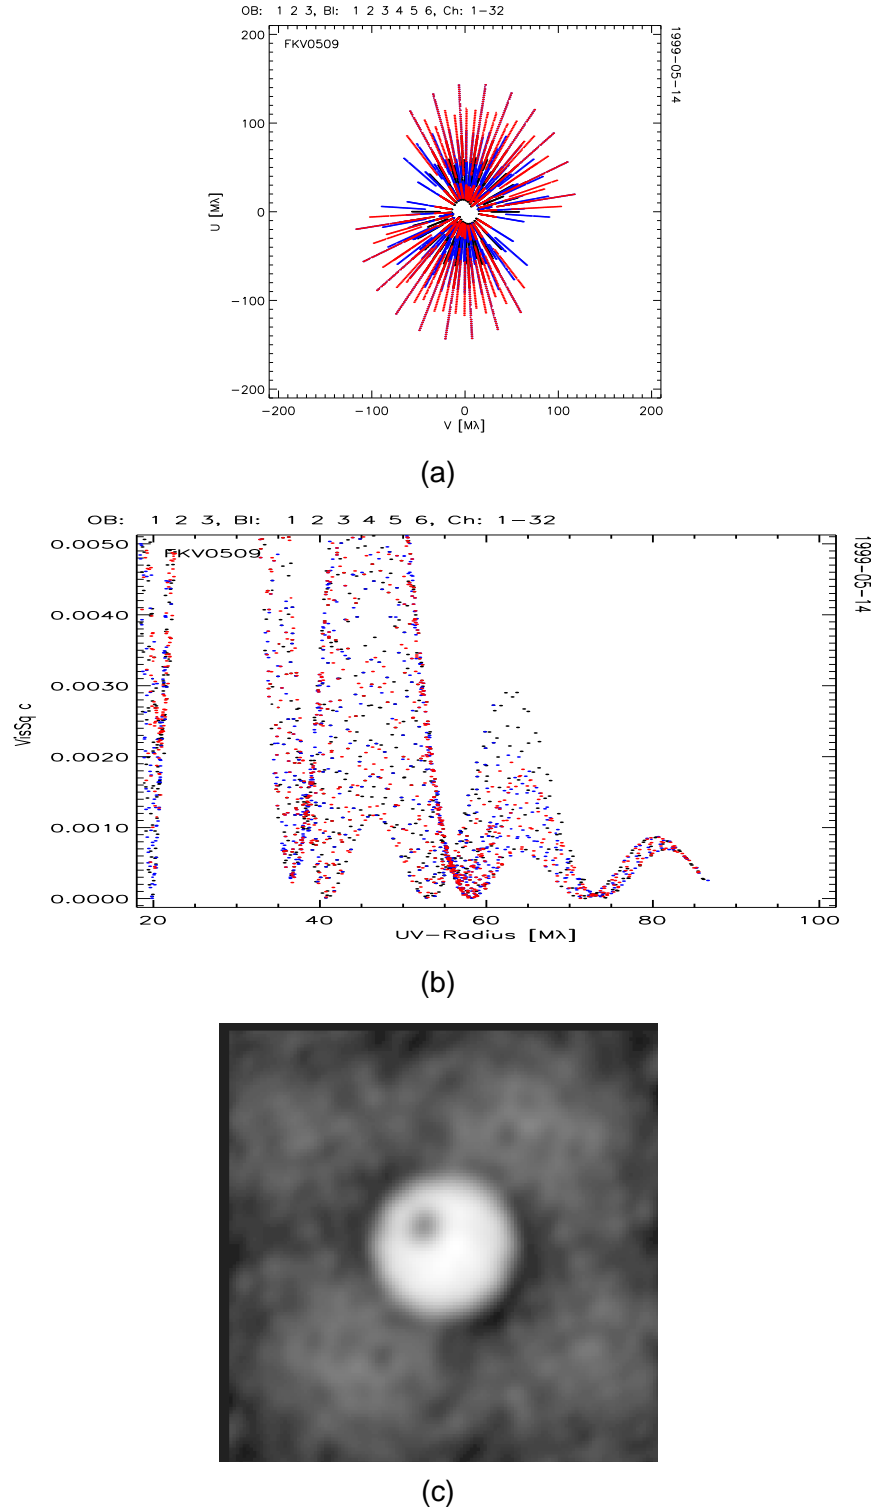 OB: 1 2 3, BI: 1 2 3 4 5 6, Ch: 1-32
FKV0509
1999-05-14
200
100
0
-100
-200
U [Mλ]
-200 -100 0 100 200
V [Mλ]
(a)
OB: 1 2 3, BI: 1 2 3 4 5 6, Ch: 1-32
FKV0509
1999-05-14
0.0050
0.0040
0.0030
0.0020
0.0010
0.0000
VisSq c
20 40 60 80 100
UV-Radius [Mλ]
(b)
(c)